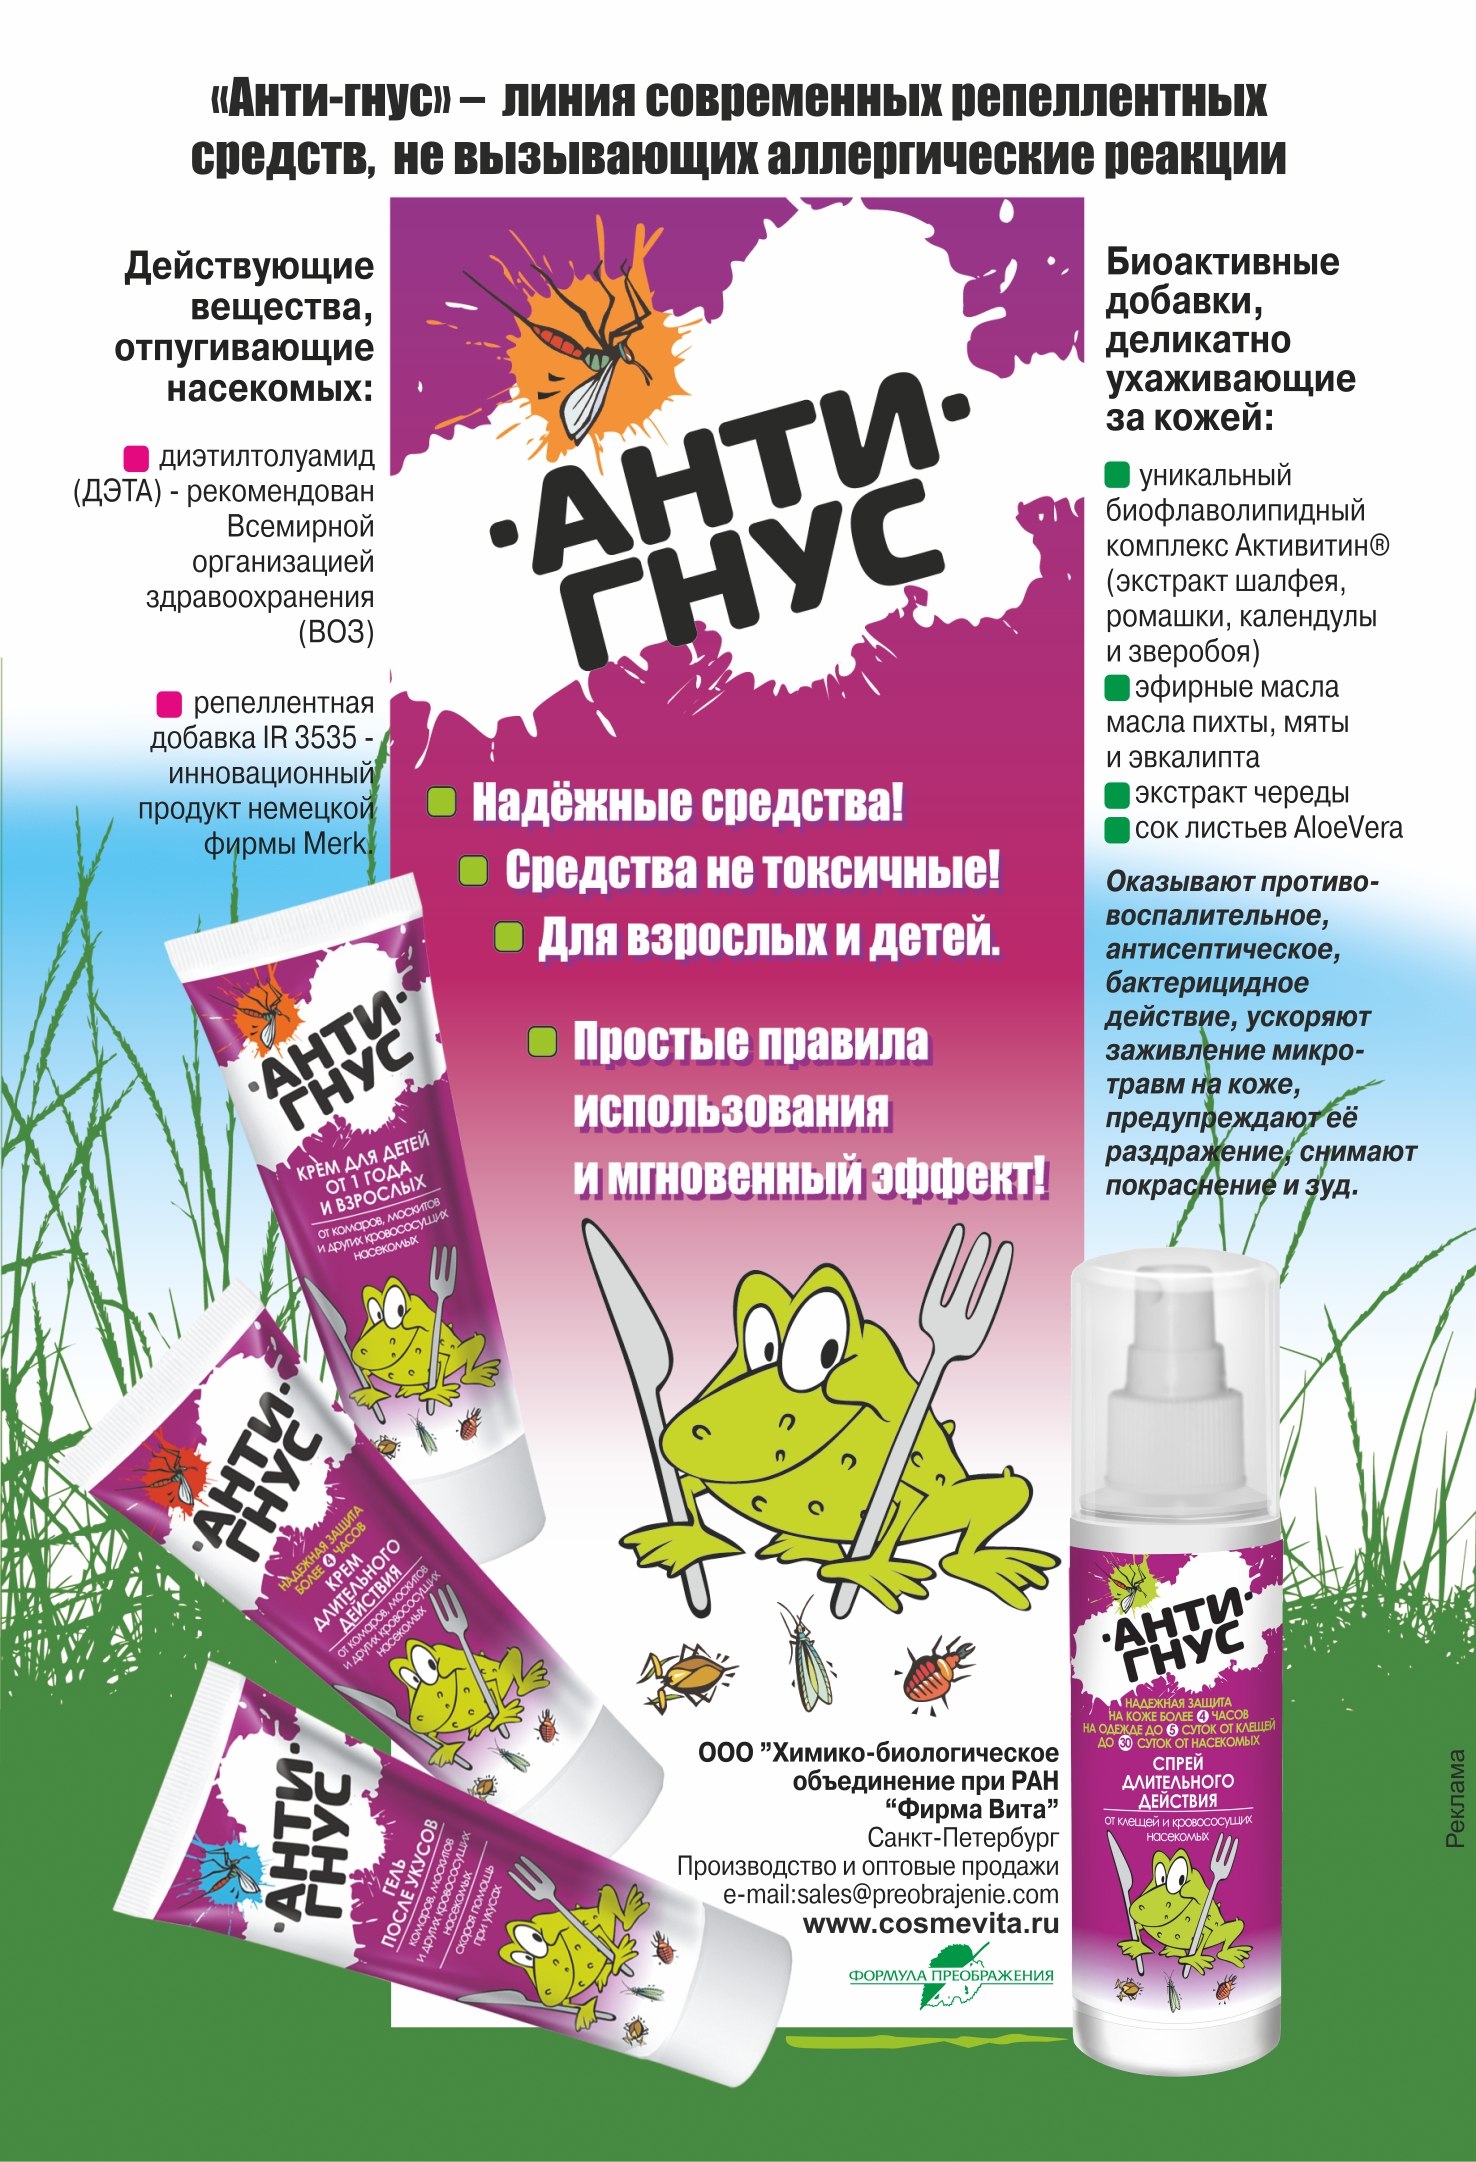 «Анти-гнус» – линия современных репеллентных
средств, не вызывающих аллергические реакции
Действующие
вещества,
отпугивающие
насекомых:
диэтилтолуамид
(ДЭТА) - рекомендован
Всемирной
организацией
здравоохранения
(ВОЗ)
репеллентная
добавка IR 3535 -
инновационный
продукт немецкой
фирмы Merk.
·АНТИ·
ГНУС
Надёжные средства!
Средства не токсичные!
Для взрослых и детей.
Простые правила
использования
и мгновенный эффект!
Биоактивные
добавки,
деликатно
ухаживающие
за кожей:
уникальный
биофлаволипидный
комплекс Активитин®
(экстракт шалфея,
ромашки, календулы
и зверобоя)
эфирные масла
масла пихты, мяты
и эвкалипта
экстракт череды
сок листьев AloeVera
Оказывают противо-
воспалительное,
антисептическое,
бактерицидное
действие, ускоряют
заживление микро-
травм на коже,
предупреждают её
раздражение, снимают
покраснение и зуд.
·АНТИ·
ГНУС
КРЕМ ДЛЯ ДЕТЕЙ
ОТ 1 ГОДА
И ВЗРОСЛЫХ
от комаров, москитов
и других кровососущих
насекомых
·АНТИ·
ГНУС
НАДЕЖНАЯ ЗАЩИТА
БОЛЕЕ 4 ЧАСОВ
КРЕМ
ДЛИТЕЛЬНОГО
ДЕЙСТВИЯ
от комаров, москитов
и других кровососущих
насекомых
·АНТИ·
ГНУС
ГЕЛЬ
ПОСЛЕ УКУСОВ
комаров, москитов
и других кровососущих
насекомых
скорая помощь
при укусах
·АНТИ·
ГНУС
НАДЕЖНАЯ ЗАЩИТА
НА КОЖЕ БОЛЕЕ 4 ЧАСОВ
НА ОДЕЖДЕ ДО 5 СУТОК ОТ КЛЕЩЕЙ
ДО 30 СУТОК ОТ НАСЕКОМЫХ
СПРЕЙ
ДЛИТЕЛЬНОГО
ДЕЙСТВИЯ
от клещей и кровососущих
насекомых
ООО ”Химико-биологическое
объединение при РАН
“Фирма Вита”
Санкт-Петербург
Производство и оптовые продажи
e-mail:sales@preobrajenie.com
www.cosmevita.ru
ФОРМУЛА ПРЕОБРАЖЕНИЯ
Реклама